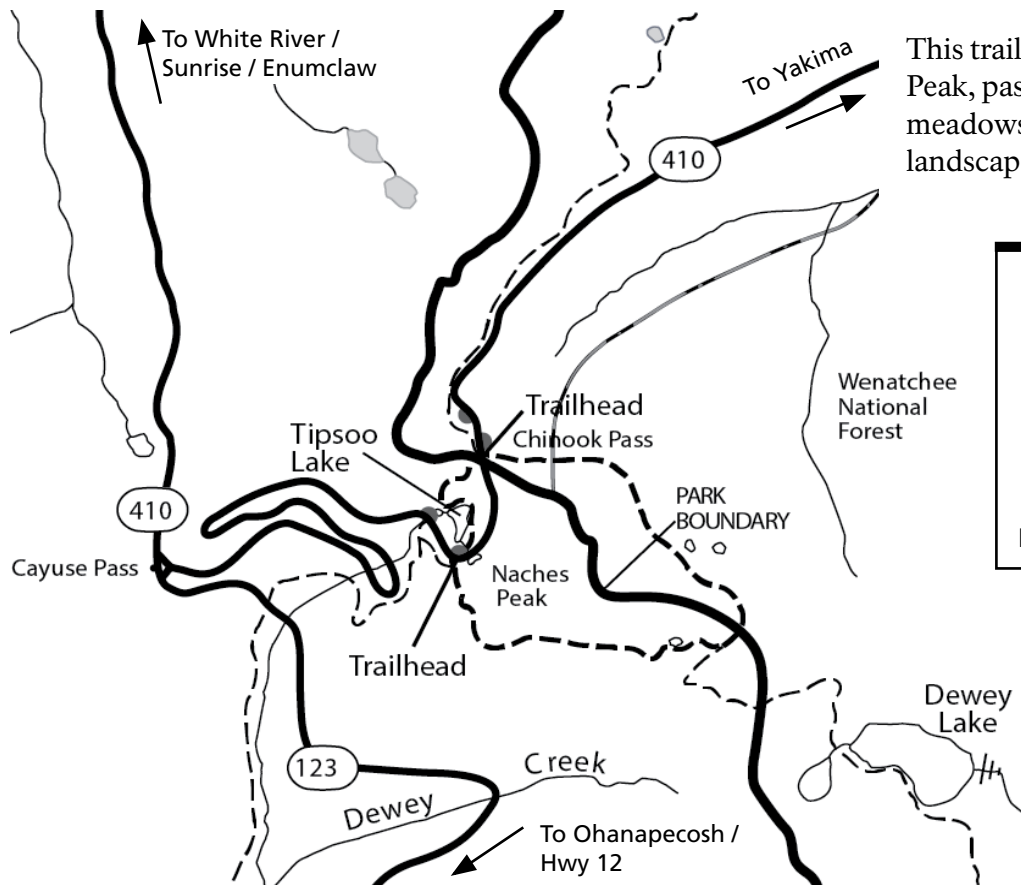 To White River /
Sunrise / Enumclaw
To Yakima
This trail
Peak, pas
meadows
landscap
410
Wenatchee
National
Forest
Trailhead
Chinook Pass
Tipsoo
Lake
PARK
BOUNDARY
410
Cayuse Pass
Naches
Peak
Trailhead
Dewey
Lake
123
Dewey Creek
To Ohanapecosh /
Hwy 12